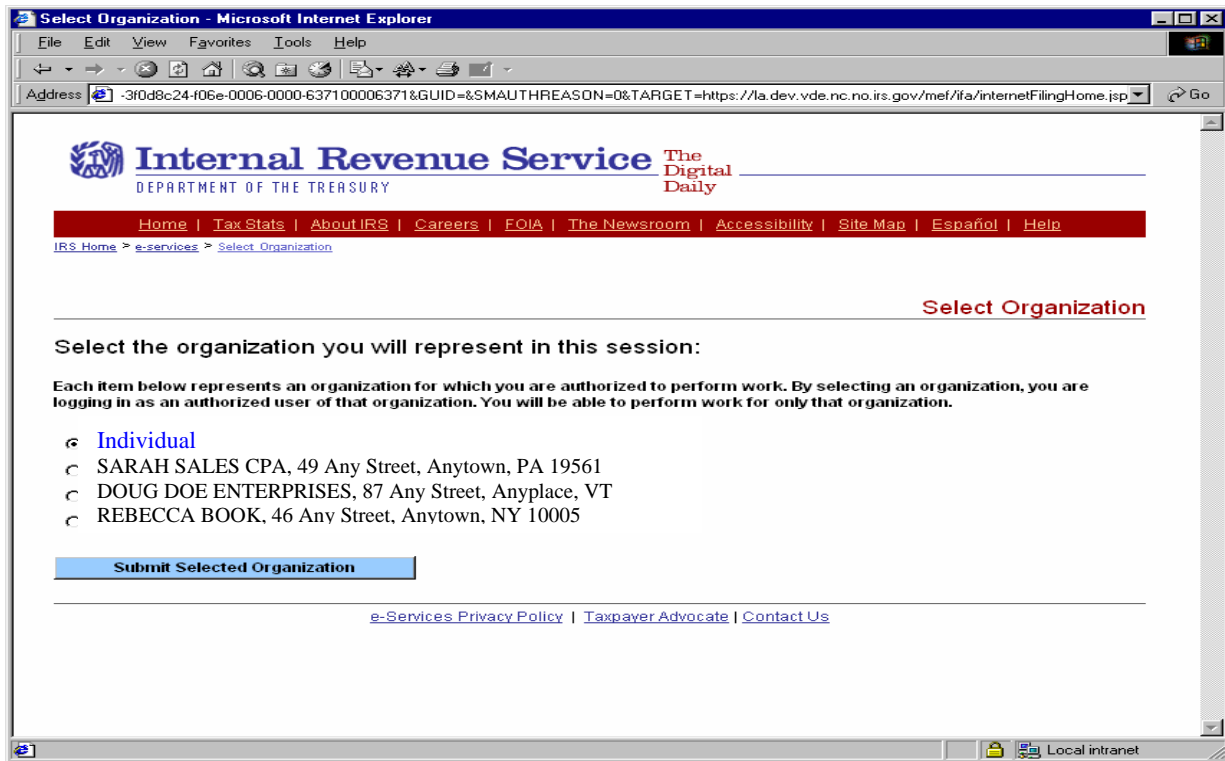 Select Organization - Microsoft Internet Explorer
File Edit View Favorites Tools Help
Address -3f0d8c24-f06e-0006-0000-637100006371&GUID=&SMAUTHREASON=0&TARGET=https://la.dev.vde.nc.no.irs.gov/mef/ifa/internetFilingHome.jsp Go
Internal Revenue Service The Digital Daily
DEPARTMENT OF THE TREASURY
Home | Tax Stats | About IRS | Careers | FOIA | The Newsroom | Accessibility | Site Map | Español | Help
IRS Home > e-services > Select Organization
Select Organization
Select the organization you will represent in this session:
Each item below represents an organization for which you are authorized to perform work. By selecting an organization, you are
logging in as an authorized user of that organization. You will be able to perform work for only that organization.
Individual
SARAH SALES CPA, 49 Any Street, Anytown, PA 19561
DOUG DOE ENTERPRISES, 87 Any Street, Anyplace, VT
REBECCA BOOK, 46 Any Street, Anytown, NY 10005
Submit Selected Organization
e-Services Privacy Policy | Taxpayer Advocate | Contact Us
Local intranet